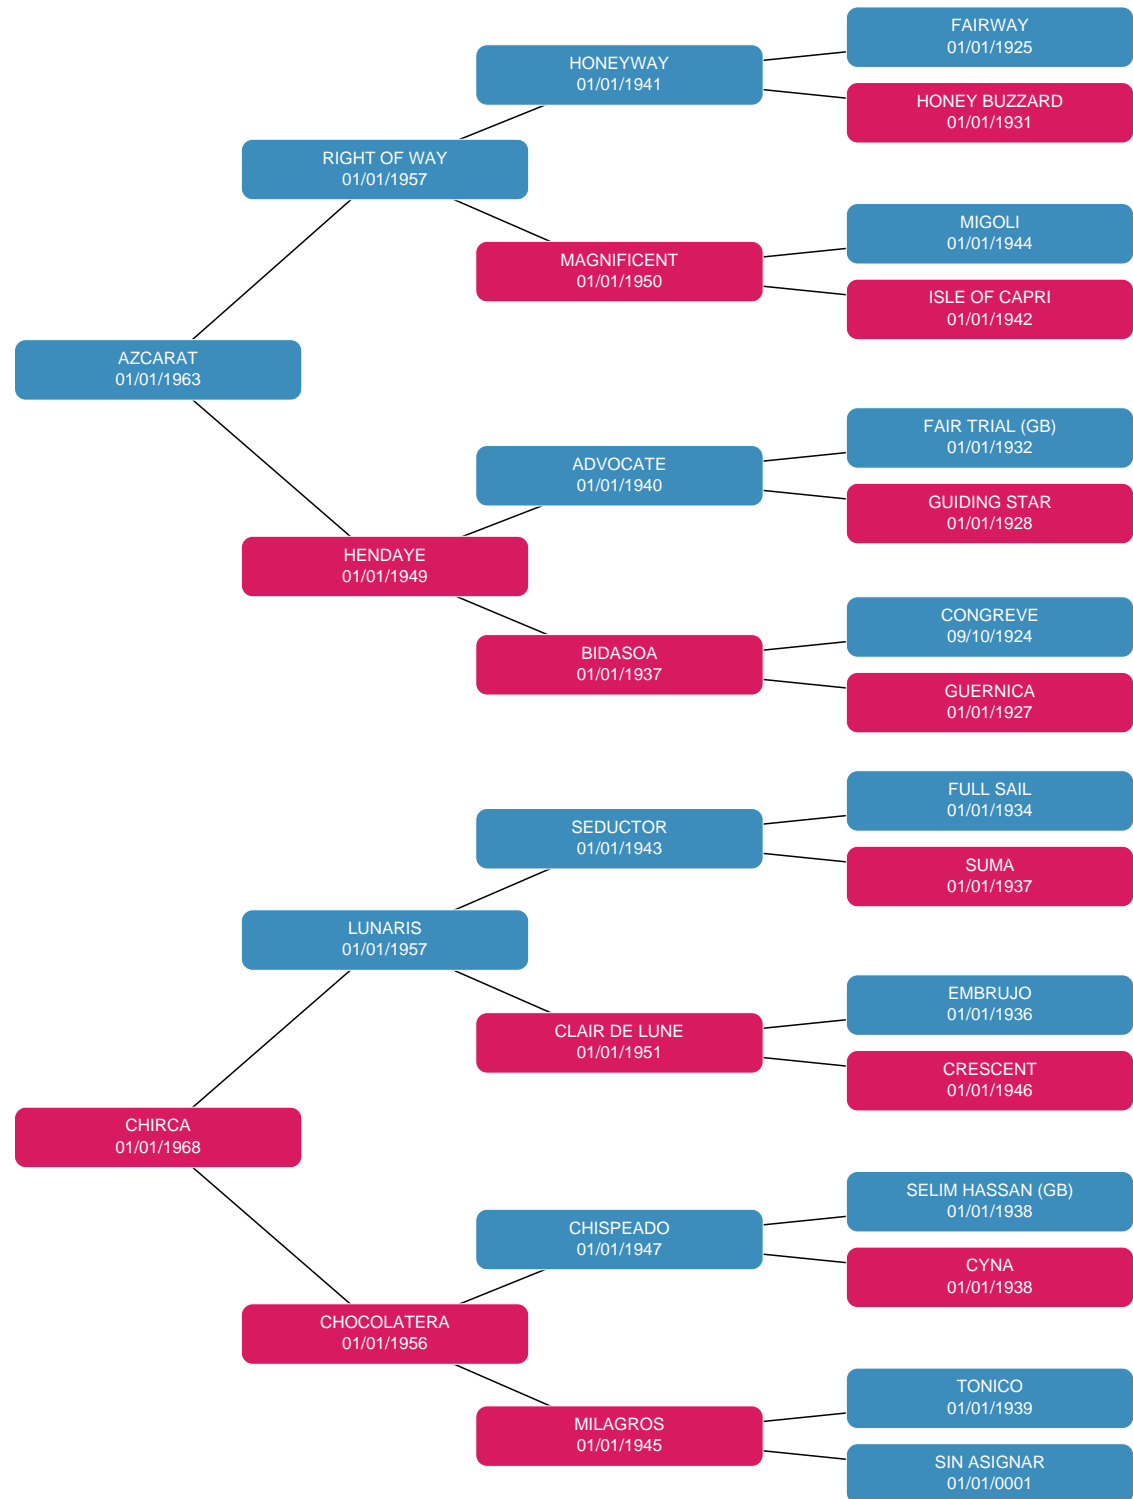 FAIRWAY
01/01/1925
HONEYWAY
01/01/1941
HONEY BUZZARD
01/01/1931
RIGHT OF WAY
01/01/1957
MIGOLI
01/01/1944
MAGNIFICENT
01/01/1950
ISLE OF CAPRI
01/01/1942
AZCARAT
01/01/1963
FAIR TRIAL (GB)
01/01/1932
ADVOCATE
01/01/1940
GUIDING STAR
01/01/1928
HENDAYE
01/01/1949
CONGREVE
09/10/1924
BIDASOA
01/01/1937
GUERNICA
01/01/1927
FULL SAIL
01/01/1934
SEDUCTOR
01/01/1943
SUMA
01/01/1937
LUNARIS
01/01/1957
EMBRUJO
01/01/1936
CLAIR DE LUNE
01/01/1951
CRESCENT
01/01/1946
CHIRCA
01/01/1968
SELIM HASSAN (GB)
01/01/1938
CHISPEADO
01/01/1947
CYNA
01/01/1938
CHOCOLATERA
01/01/1956
TONICO
01/01/1939
MILAGROS
01/01/1945
SIN ASIGNAR
01/01/0001